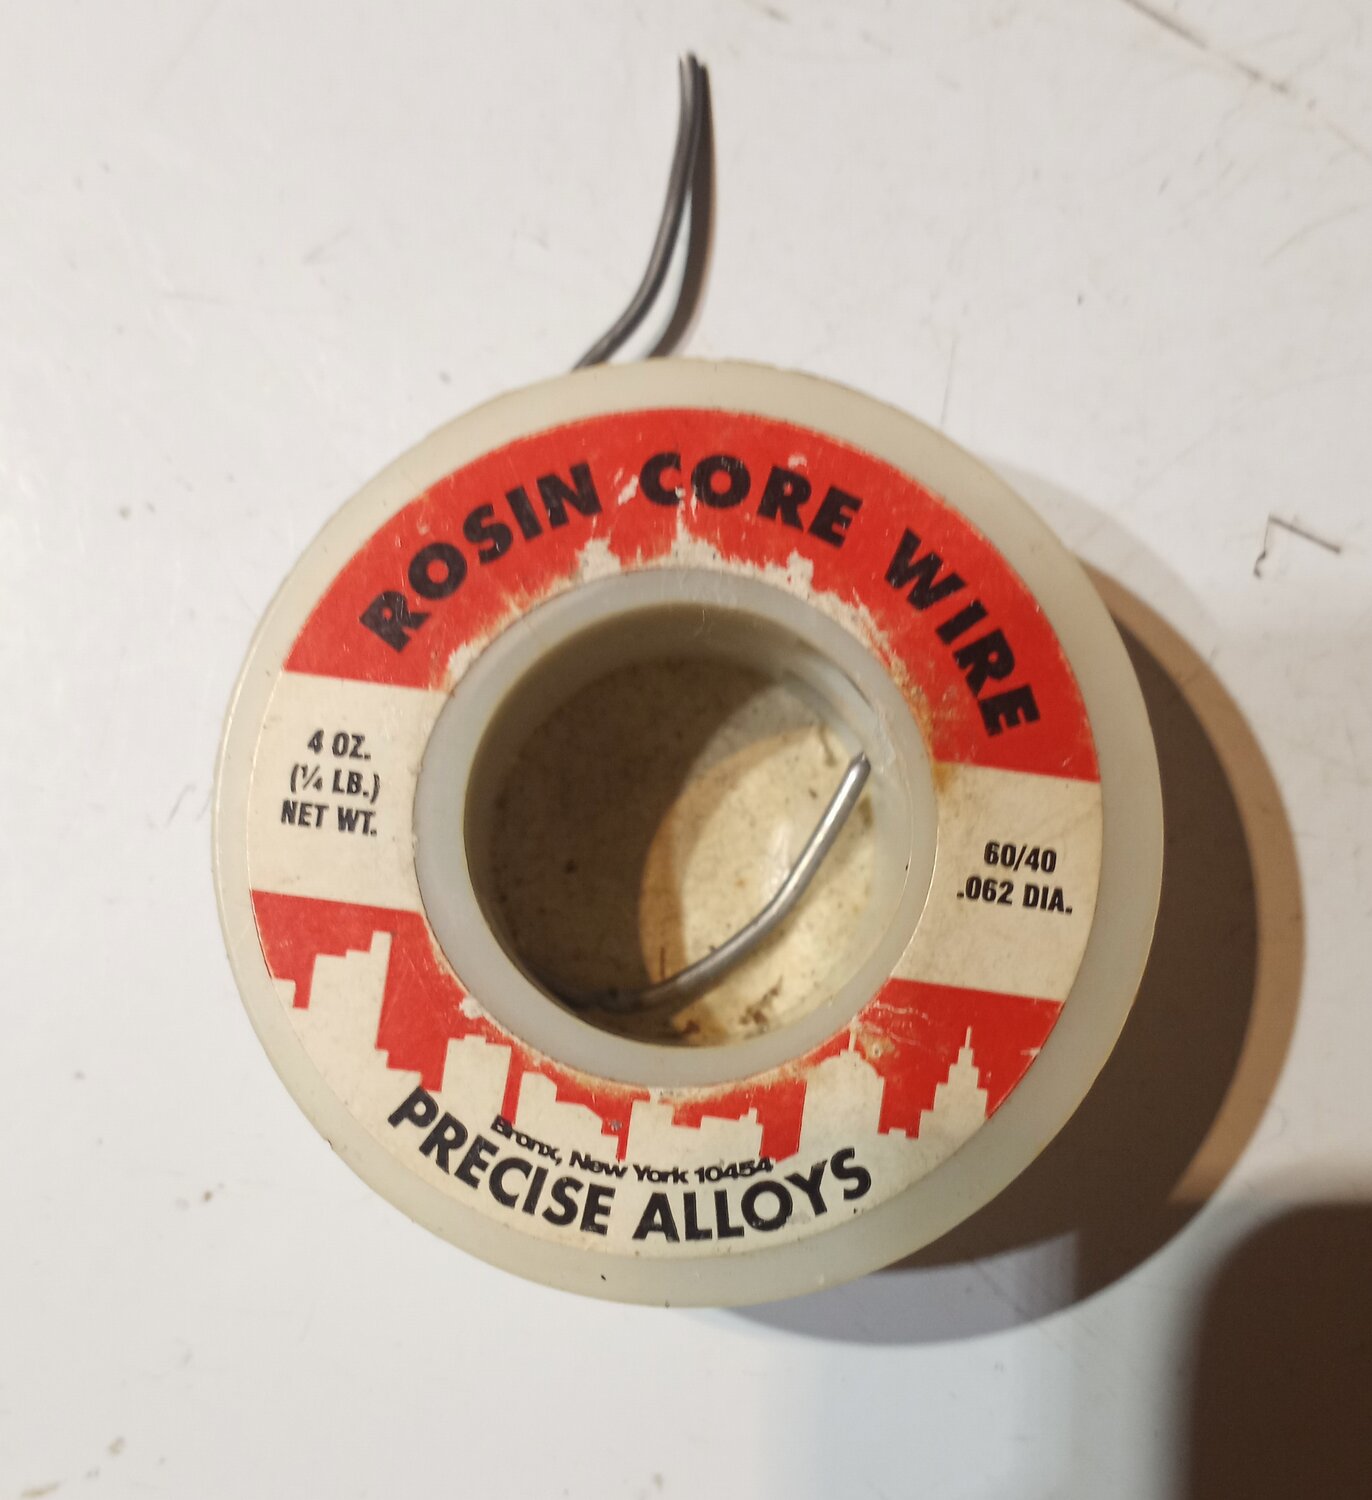 ROSIN CORE WIRE
4 OZ.
(¼ LB.)
NET WT.
60/40
.062 DIA.
Bronx, New York 10454
PRECISE ALLOYS